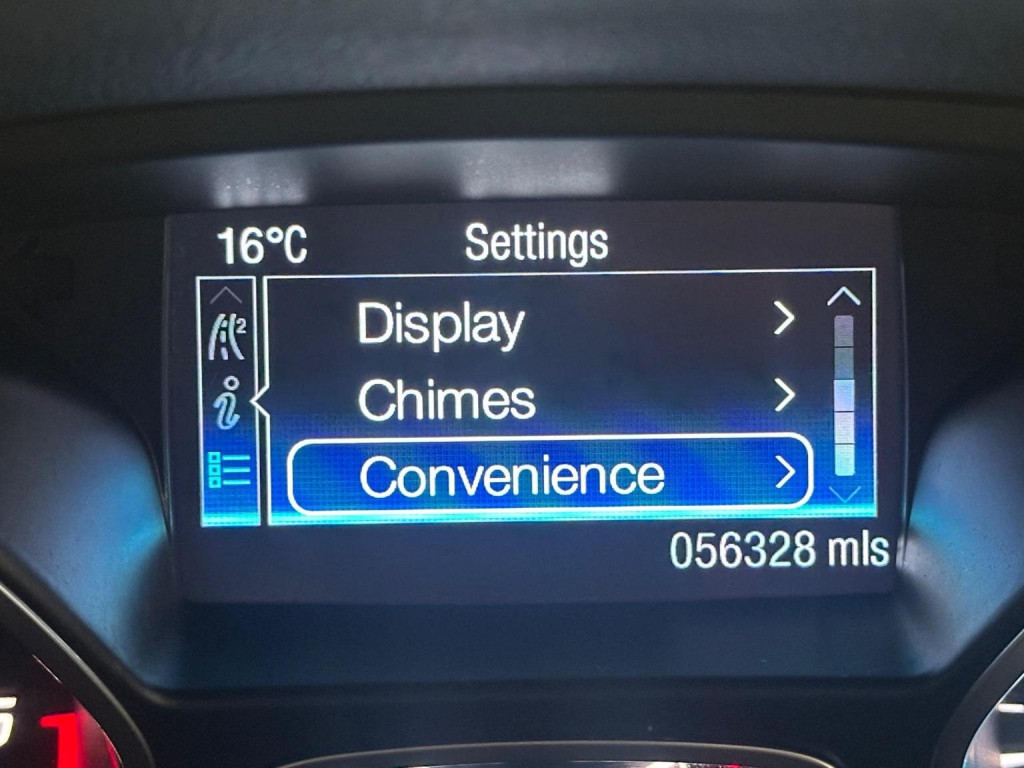 16°C Settings
Display
Chimes
Convenience
056328 mls